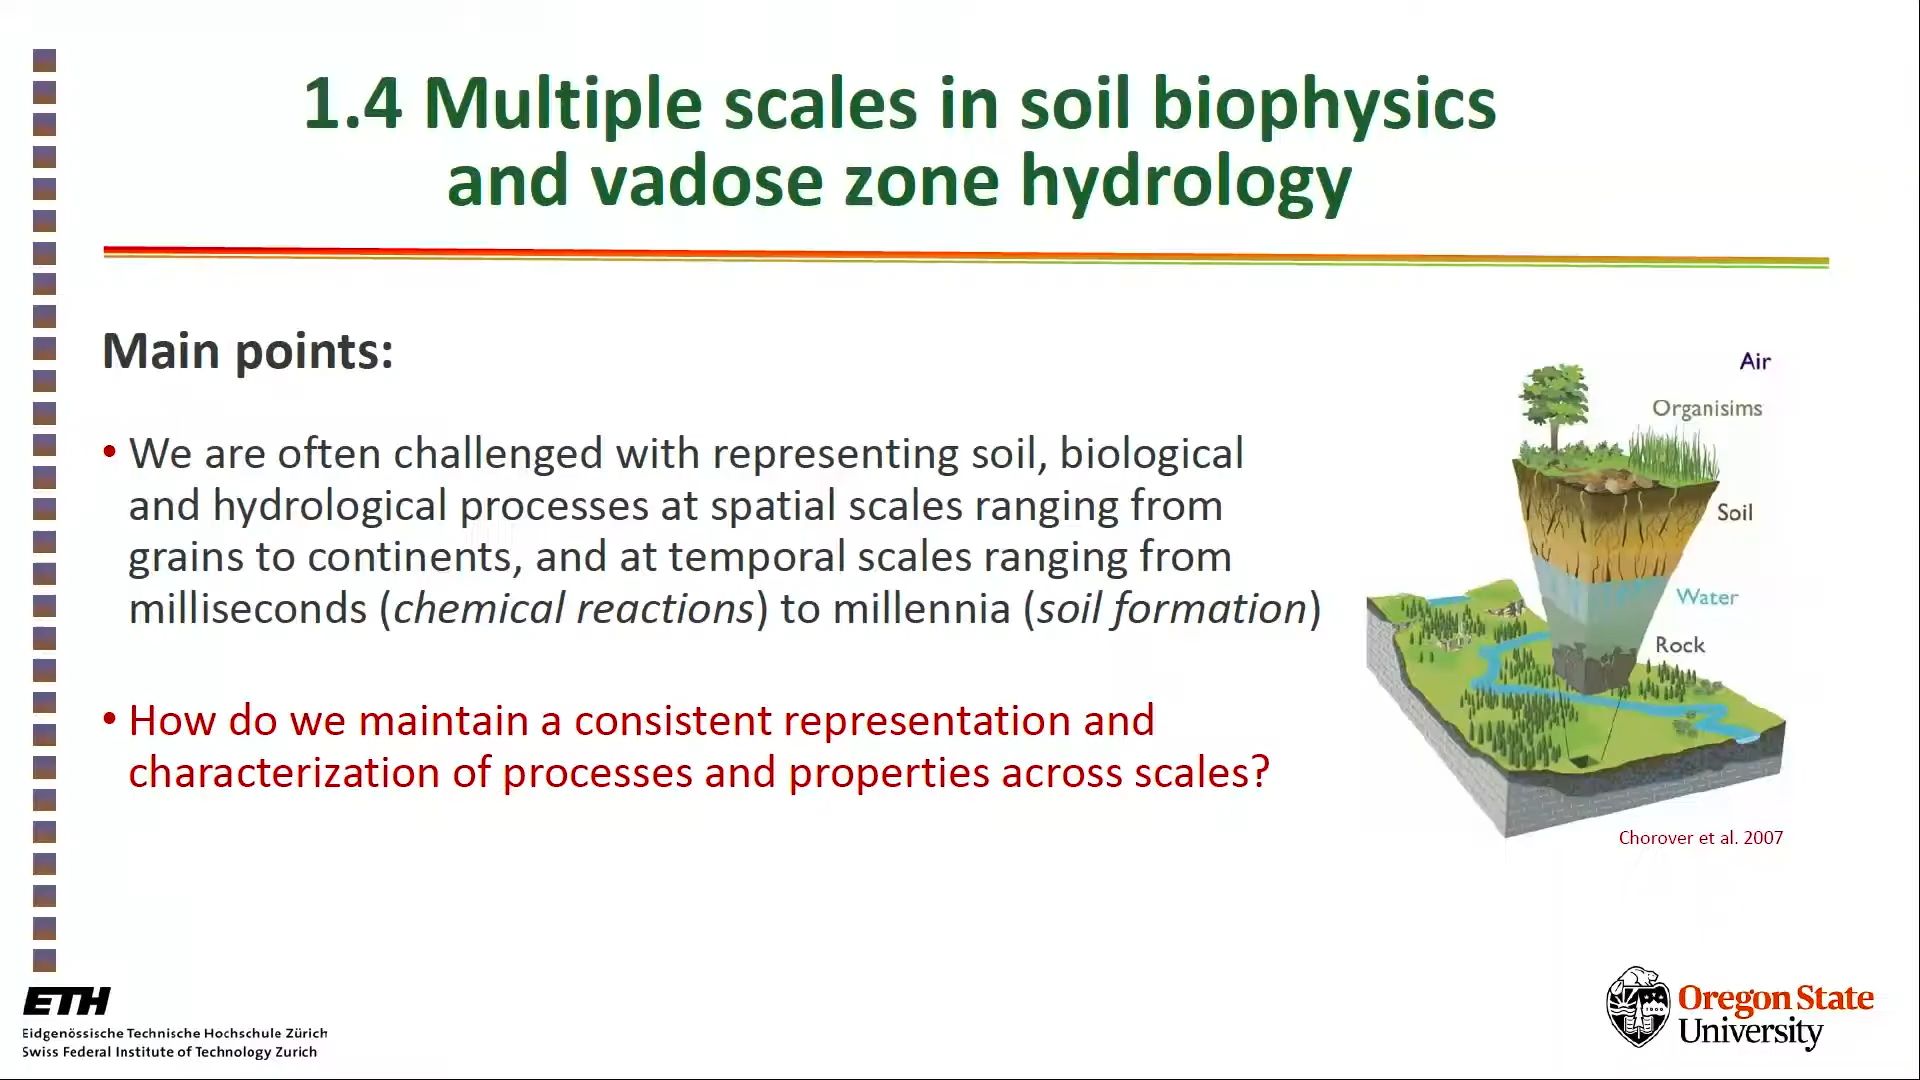 1.4 Multiple scales in soil biophysics
and vadose zone hydrology
Main points:
• We are often challenged with representing soil, biological
and hydrological processes at spatial scales ranging from
grains to continents, and at temporal scales ranging from
milliseconds (chemical reactions) to millennia (soil formation)
• How do we maintain a consistent representation and
characterization of processes and properties across scales?
Air
Organisims
Soil
Water
Rock
Chorover et al. 2007
ETH
Eidgenössische Technische Hochschule Zürich
Swiss Federal Institute of Technology Zurich
Oregon State
University